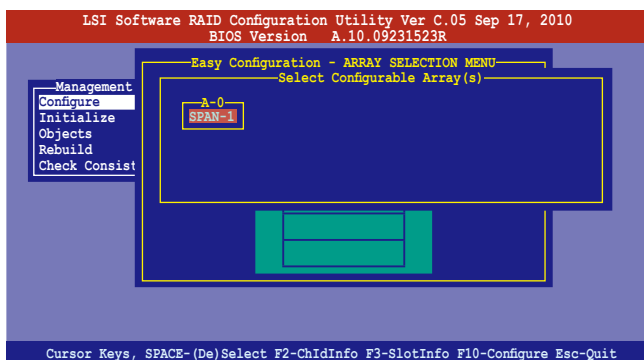 LSI Software RAID Configuration Utility Ver C.05 Sep 17, 2010
BIOS Version A.10.09231523R
Easy Configuration - ARRAY SELECTION MENU
Select Configurable Array(s)
Management
Configure
Initialize
Objects
Rebuild
Check Consist
A-0
SPAN-1
Cursor Keys, SPACE-(De)Select F2-ChIdInfo F3-SlotInfo F10-Configure Esc-Quit